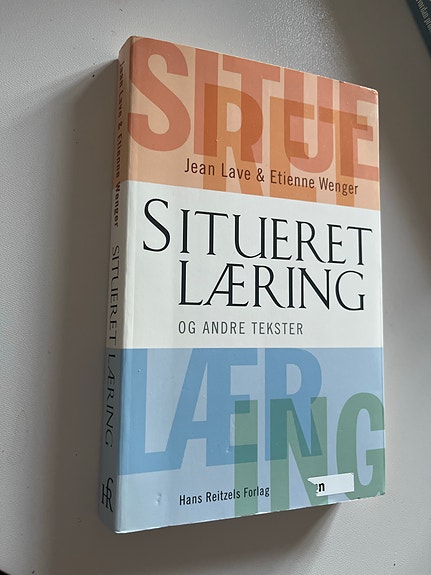 SITUE
RET
Jean Lave & Etienne Wenger
SITUERET
LÆRING
OG ANDRE TEKSTER
LÆR
ING
Hans Reitzels Forlag
Jean Lave & Etienne Wenger
SITUERET LÆRING
HR